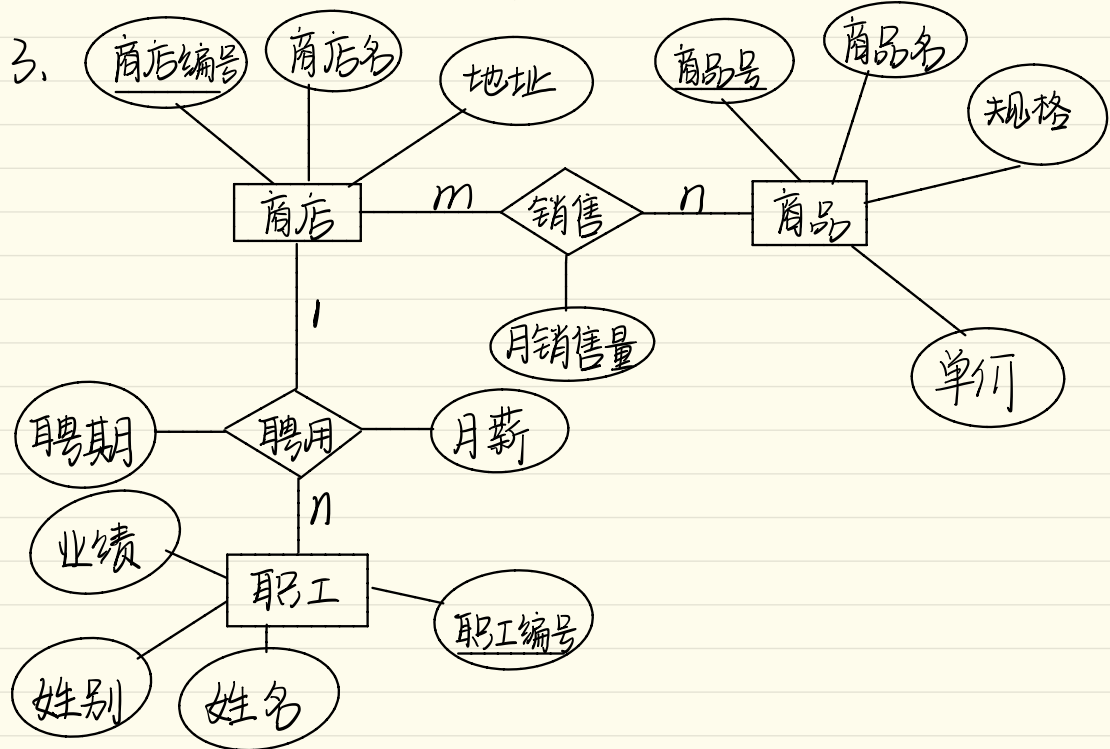 3.
商店编号
商店名
地址
商品号
商品名
规格
商店
m
销售
n
商品
1
月销售量
单价
聘期
聘用
月薪
n
业绩
职工
职工编号
姓别
姓名